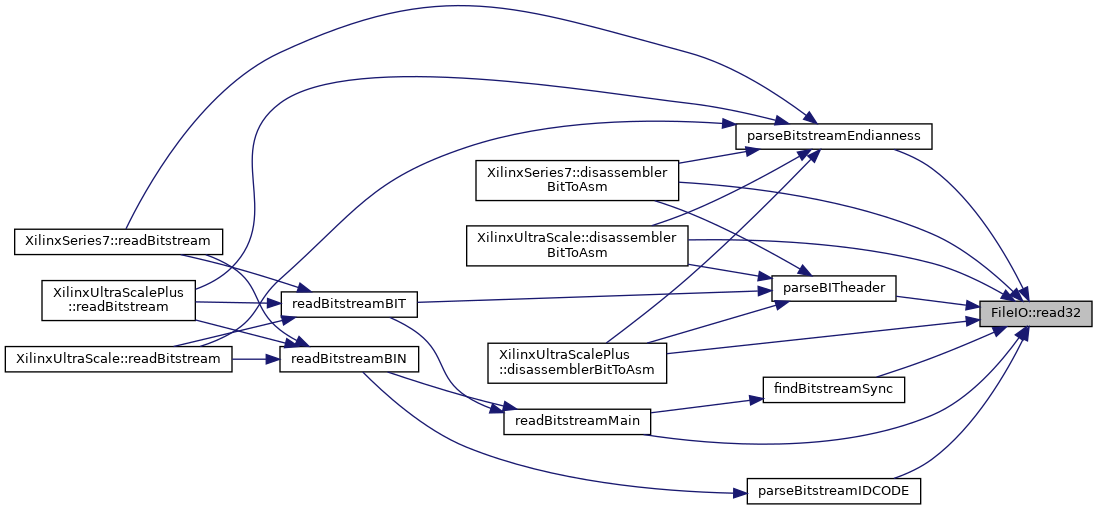 parseBitstreamEndianness
XilinxSeries7::disassembler
BitToAsm
XilinxSeries7::readBitstream
XilinxUltraScale::disassembler
BitToAsm
XilinxUltraScalePlus
::readBitstream
readBitstreamBIT
parseBITheader
FileIO::read32
XilinxUltraScale::readBitstream
readBitstreamBIN
XilinxUltraScalePlus
::disassemblerBitToAsm
findBitstreamSync
readBitstreamMain
parseBitstreamIDCODE